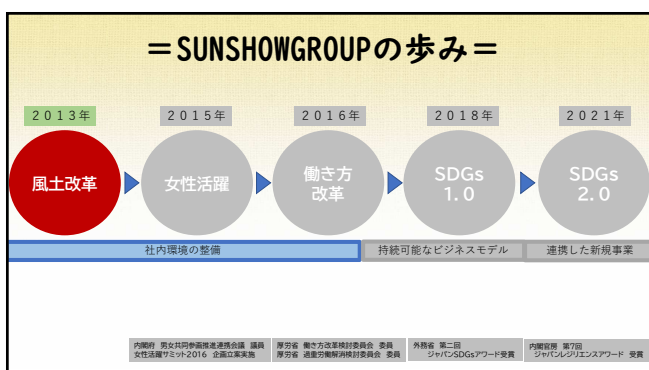 ＝SUNSHOWGROUPの歩み＝
２０１３年
２０１５年
２０１６年
２０１８年
２０２１年
風土改革
女性活躍
働き方
改革
SDGs
１.０
SDGs
２.０
社内環境の整備
持続可能なビジネスモデル
連携した新規事業
内閣府 男女共同参画推進連携会議 議員
女性活躍サミット2016 企画立案実施
厚労省 働き方改革検討委員会 委員
厚労省 過重労働解消検討委員会 委員
外務省 第二回
ジャパンSDGsアワード受賞
内閣官房 第7回
ジャパンレジリエンスアワード 受賞